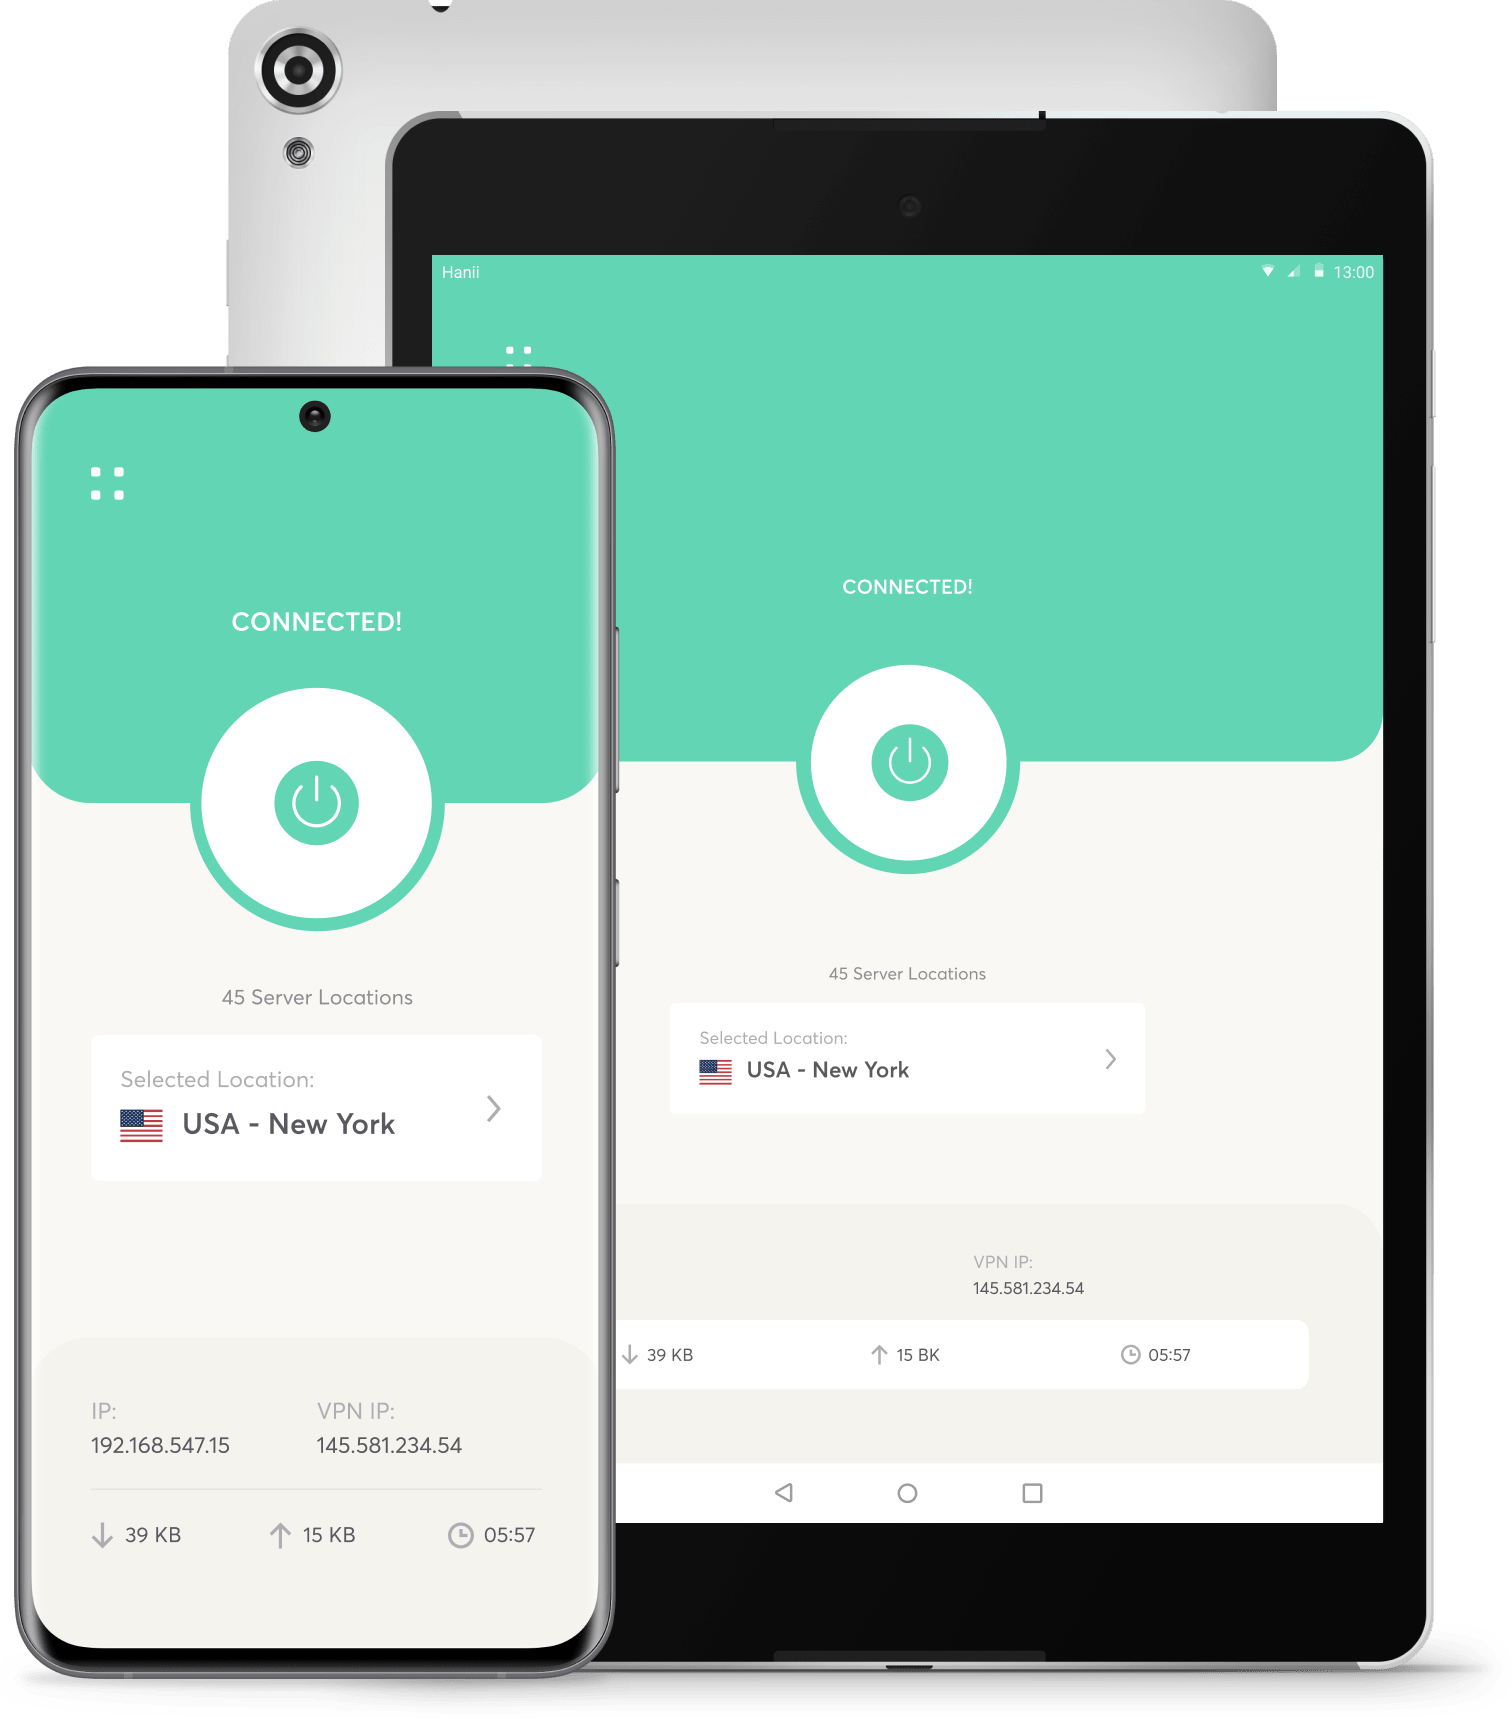 Hanii
13:00
CONNECTED!
45 Server Locations
Selected Location:
USA - New York
VPN IP:
145.581.234.54
39 KB
15 BK
05:57
CONNECTED!
45 Server Locations
Selected Location:
USA - New York
IP:
VPN IP:
192.168.547.15
145.581.234.54
39 KB
15 KB
05:57